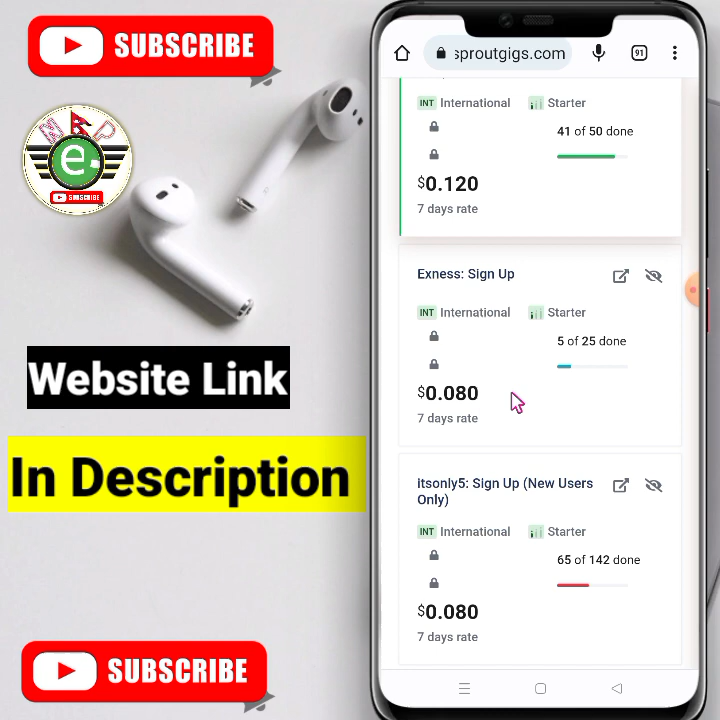 SUBSCRIBE
M R P
e
SUBSCRIBE
Website Link
In Description
SUBSCRIBE
sproutgigs.com
91
INT International Starter
41 of 50 done
$0.120
7 days rate
Exness: Sign Up
INT International Starter
5 of 25 done
$0.080
7 days rate
itsonly5: Sign Up (New Users
Only)
INT International Starter
65 of 142 done
$0.080
7 days rate